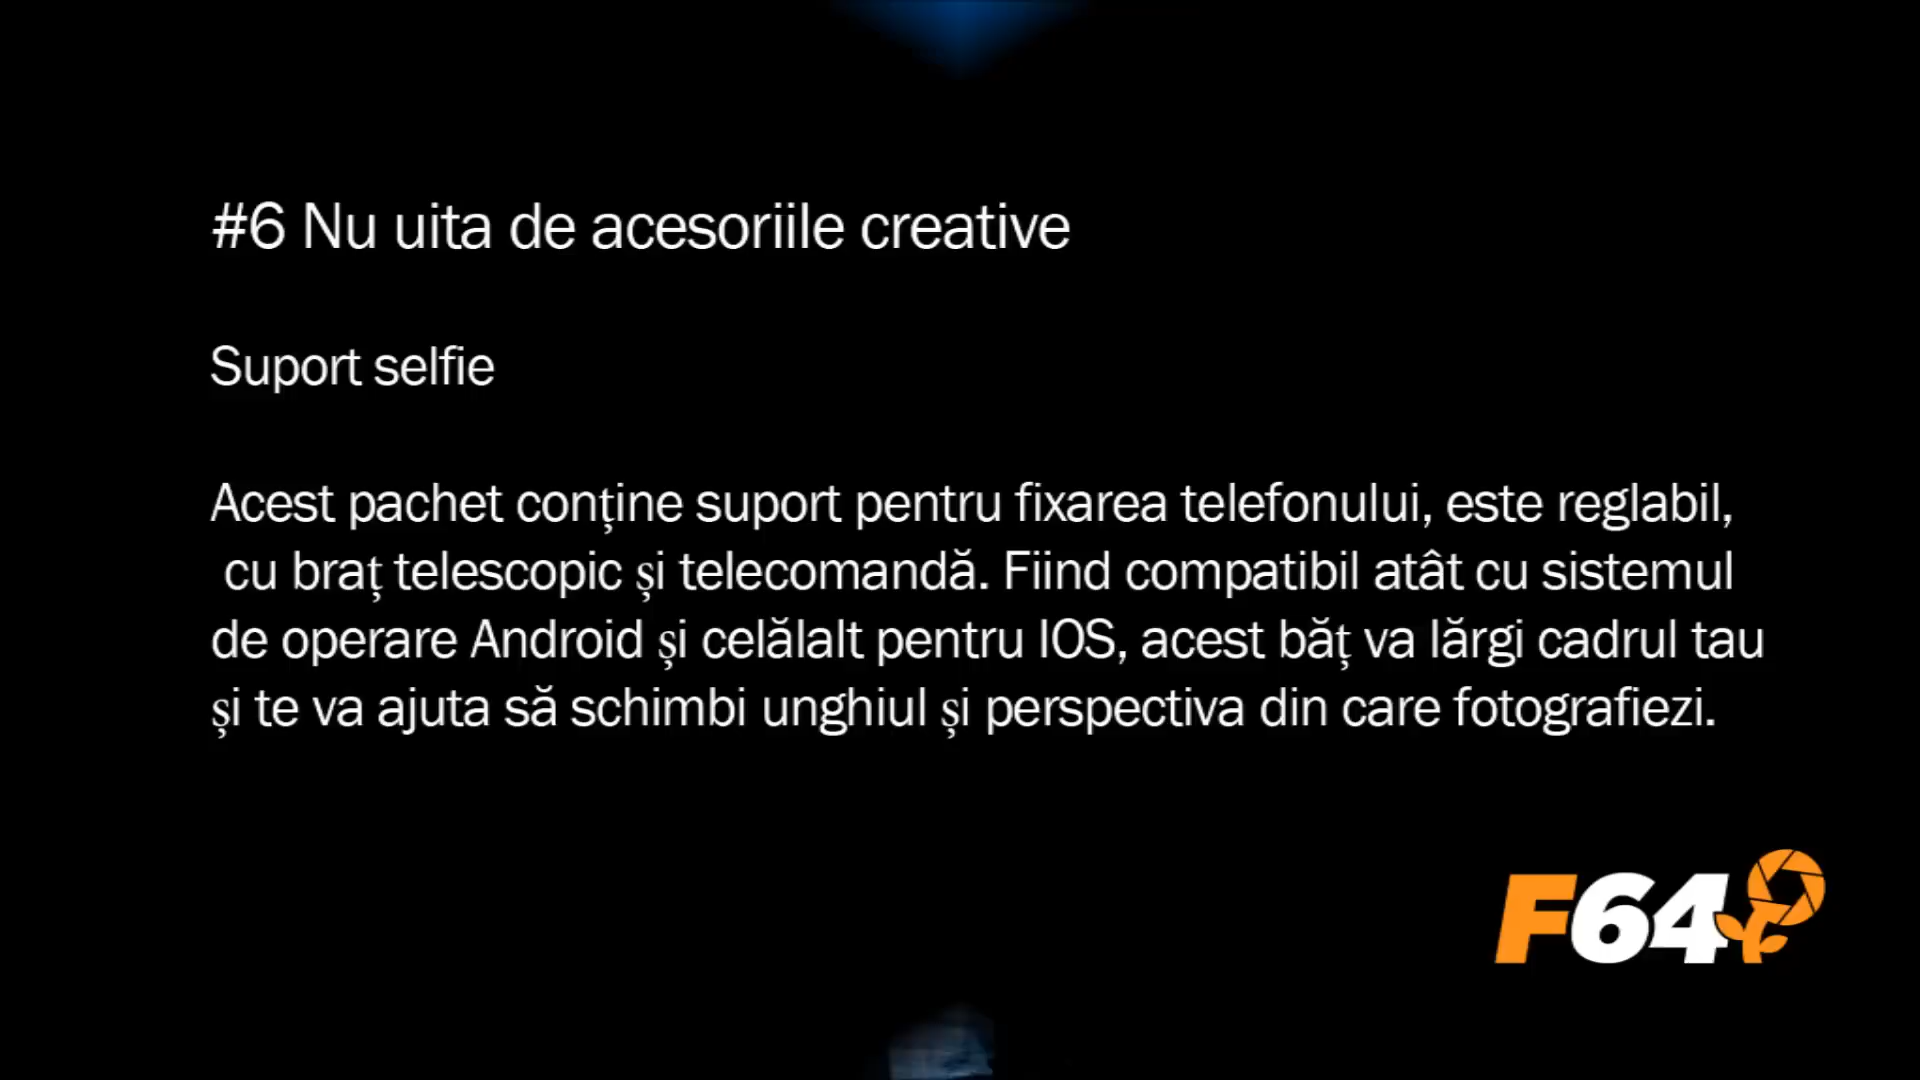 #6 Nu uita de acesoriile creative
Suport selfie
Acest pachet conține suport pentru fixarea telefonului, este reglabil,
cu braț telescopic și telecomandă. Fiind compatibil atât cu sistemul
de operare Android și celălalt pentru IOS, acest băț va lărgi cadrul tau
și te va ajuta să schimbi unghiul și perspectiva din care fotografiezi.
F64